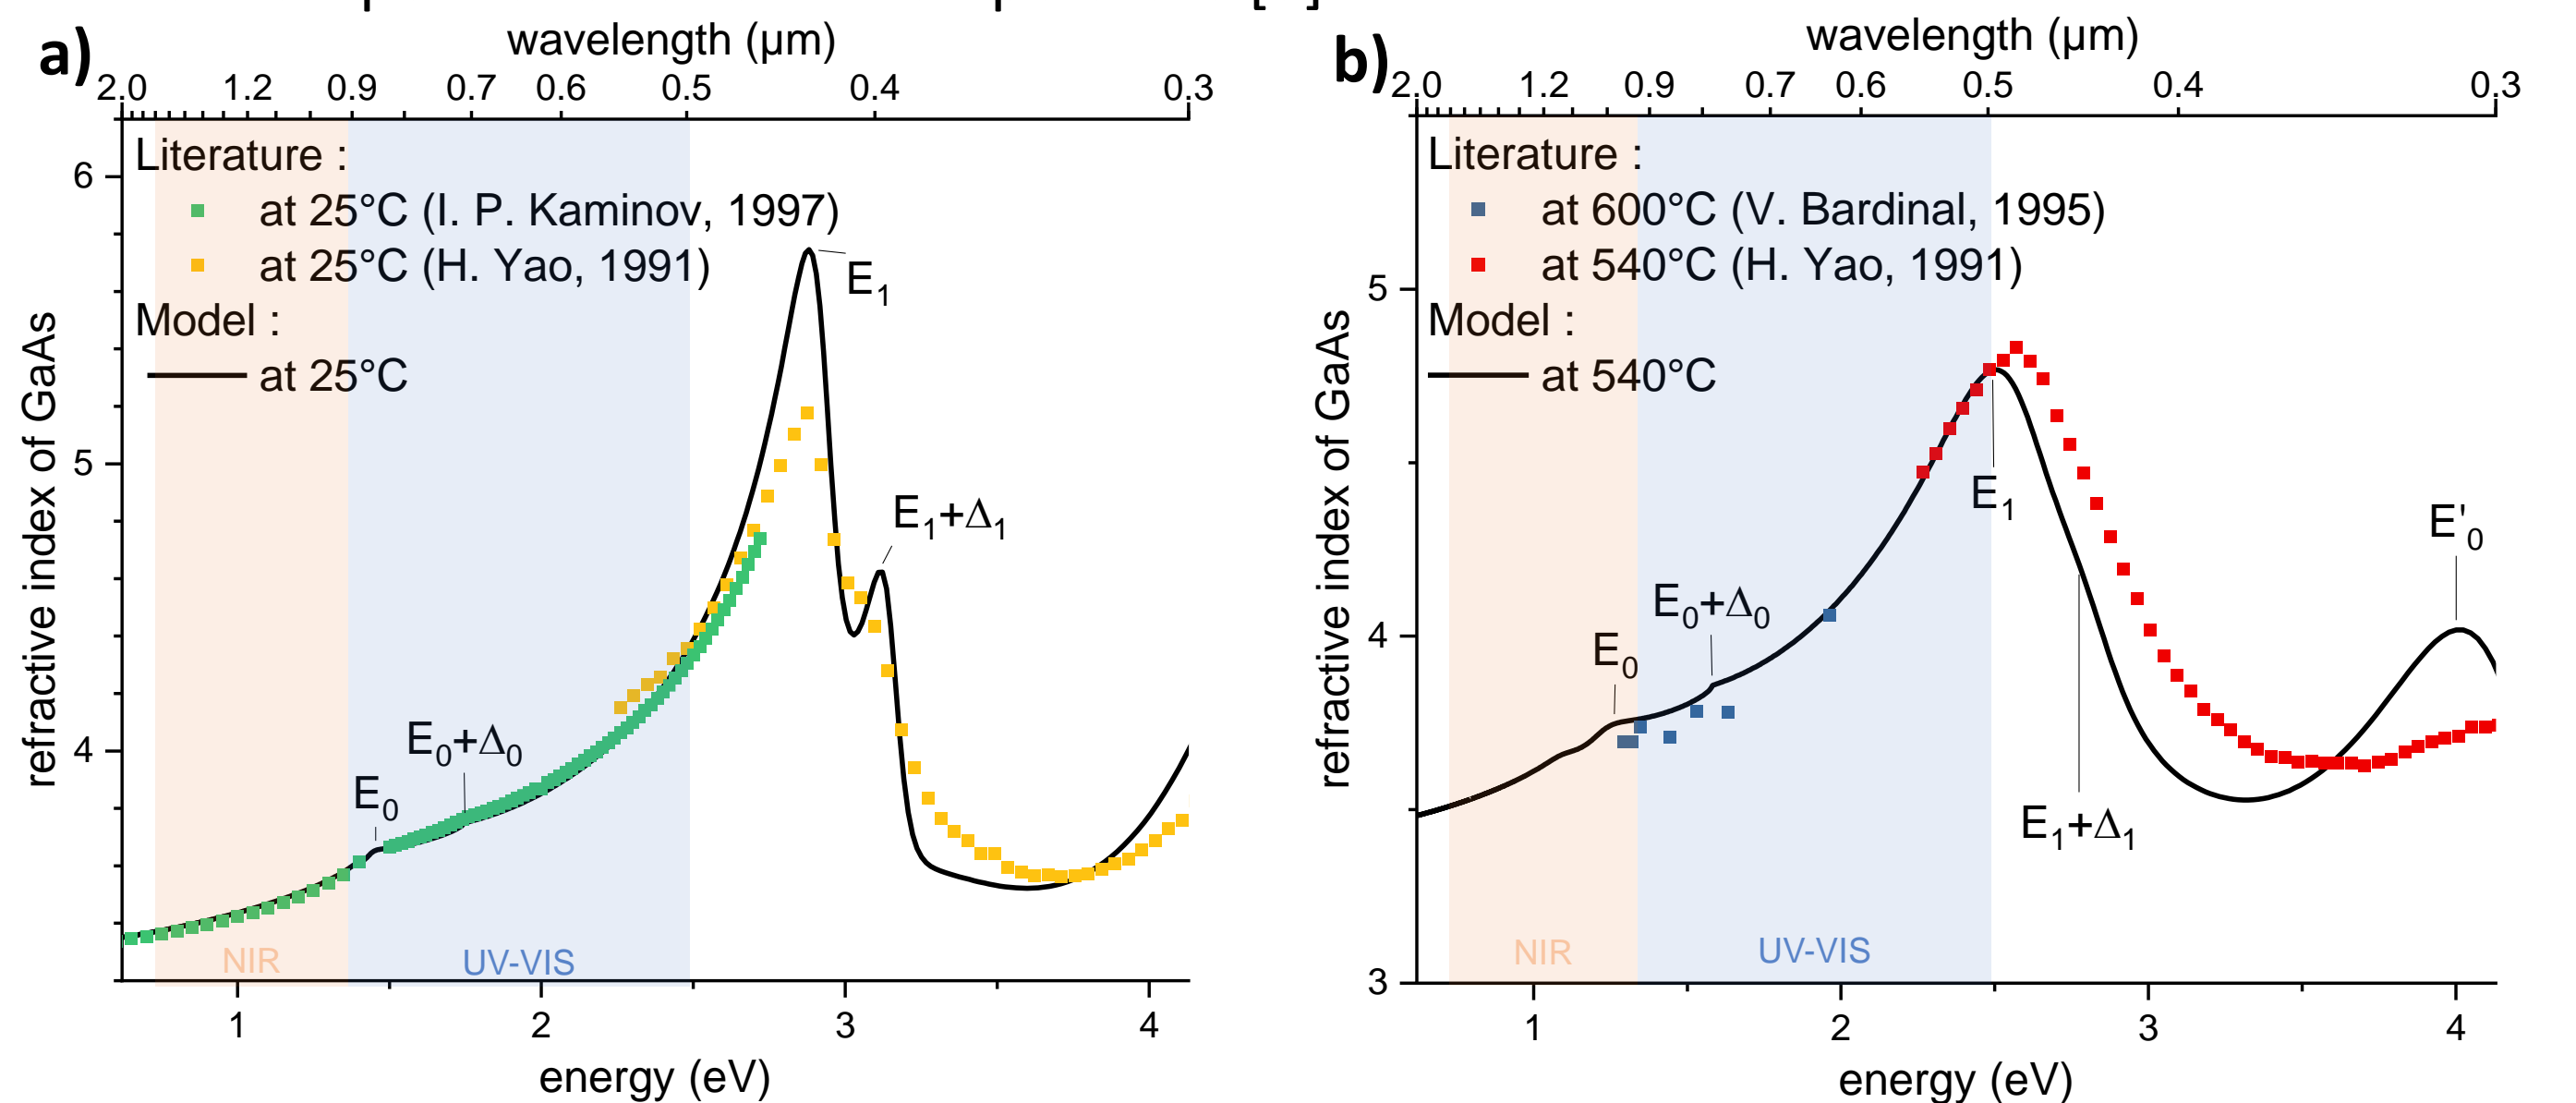 a)
wavelength (µm)
2.0 1.2 0.9 0.7 0.6 0.5 0.4 0.3
Literature :
at 25°C (I. P. Kaminov, 1997)
at 25°C (H. Yao, 1991)
Model :
at 25°C
E1
E1+Δ1
E0+Δ0
E0
NIR
UV-VIS
6
5
4
refractive index of GaAs
1 2 3 4
energy (eV)
b)
wavelength (µm)
2.0 1.2 0.9 0.7 0.6 0.5 0.4 0.3
Literature :
at 600°C (V. Bardinal, 1995)
at 540°C (H. Yao, 1991)
Model :
at 540°C
E1
E'0
E0+Δ0
E0
E1+Δ1
NIR
UV-VIS
5
4
3
refractive index of GaAs
1 2 3 4
energy (eV)